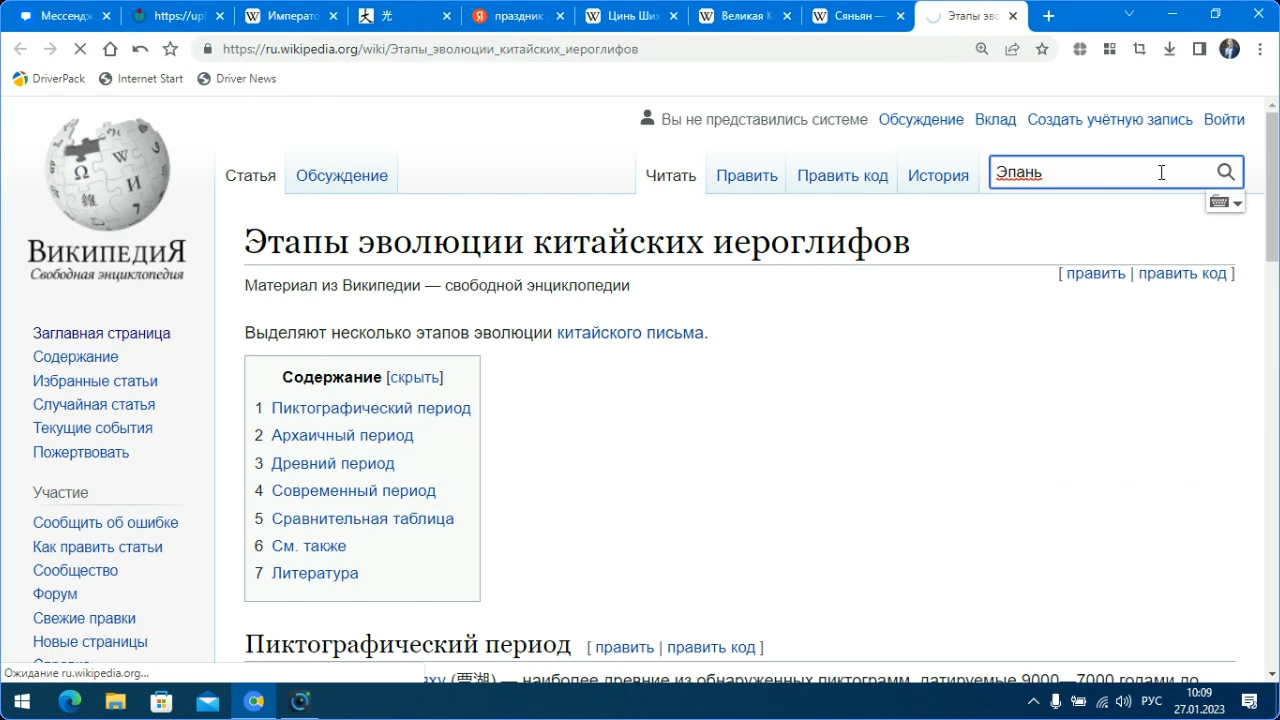 Мессендж
https://upl
Императо
光
праздник
Цинь Ших
Великая К
Сяньян —
Этапы эво
https://ru.wikipedia.org/wiki/Этапы_эволюции_китайских_иероглифов
DriverPack
Internet Start
Driver News
Вы не представились системе
Обсуждение
Вклад
Создать учётную запись
Войти
Статья
Обсуждение
Читать
Править
Править код
История
Эпань
ВикипедиЯ
Свободная энциклопедия
Этапы эволюции китайских иероглифов
[ править | править код ]
Материал из Википедии — свободной энциклопедии
Выделяют несколько этапов эволюции китайского письма.
Содержание [скрыть]
1 Пиктографический период
2 Архаичный период
3 Древний период
4 Современный период
5 Сравнительная таблица
6 См. также
7 Литература
Заглавная страница
Содержание
Избранные статьи
Случайная статья
Текущие события
Пожертвовать
Участие
Сообщить об ошибке
Как править статьи
Сообщество
Форум
Свежие правки
Новые страницы
Пиктографический период [ править | править код ]
(賈湖) — наиболее древние из обнаруженных пиктограмм, датируемые 9000—7000 годами до
Ожидание ru.wikipedia.org...
РУС
10:09
27.01.2023